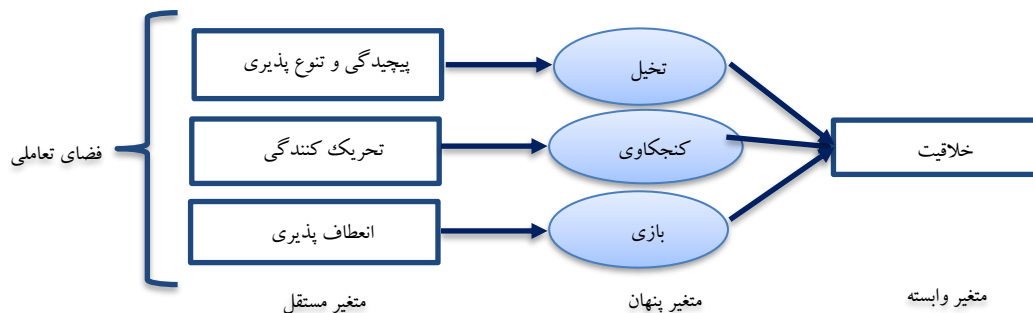 پیچیدگی و تنوع پذیری
تخیل
تحریک کنندگی
کنجکاوی
خلاقیت
فضای تعاملی
انعطاف پذیری
بازی
متغیر مستقل
متغیر پنهان
متغیر وابسته